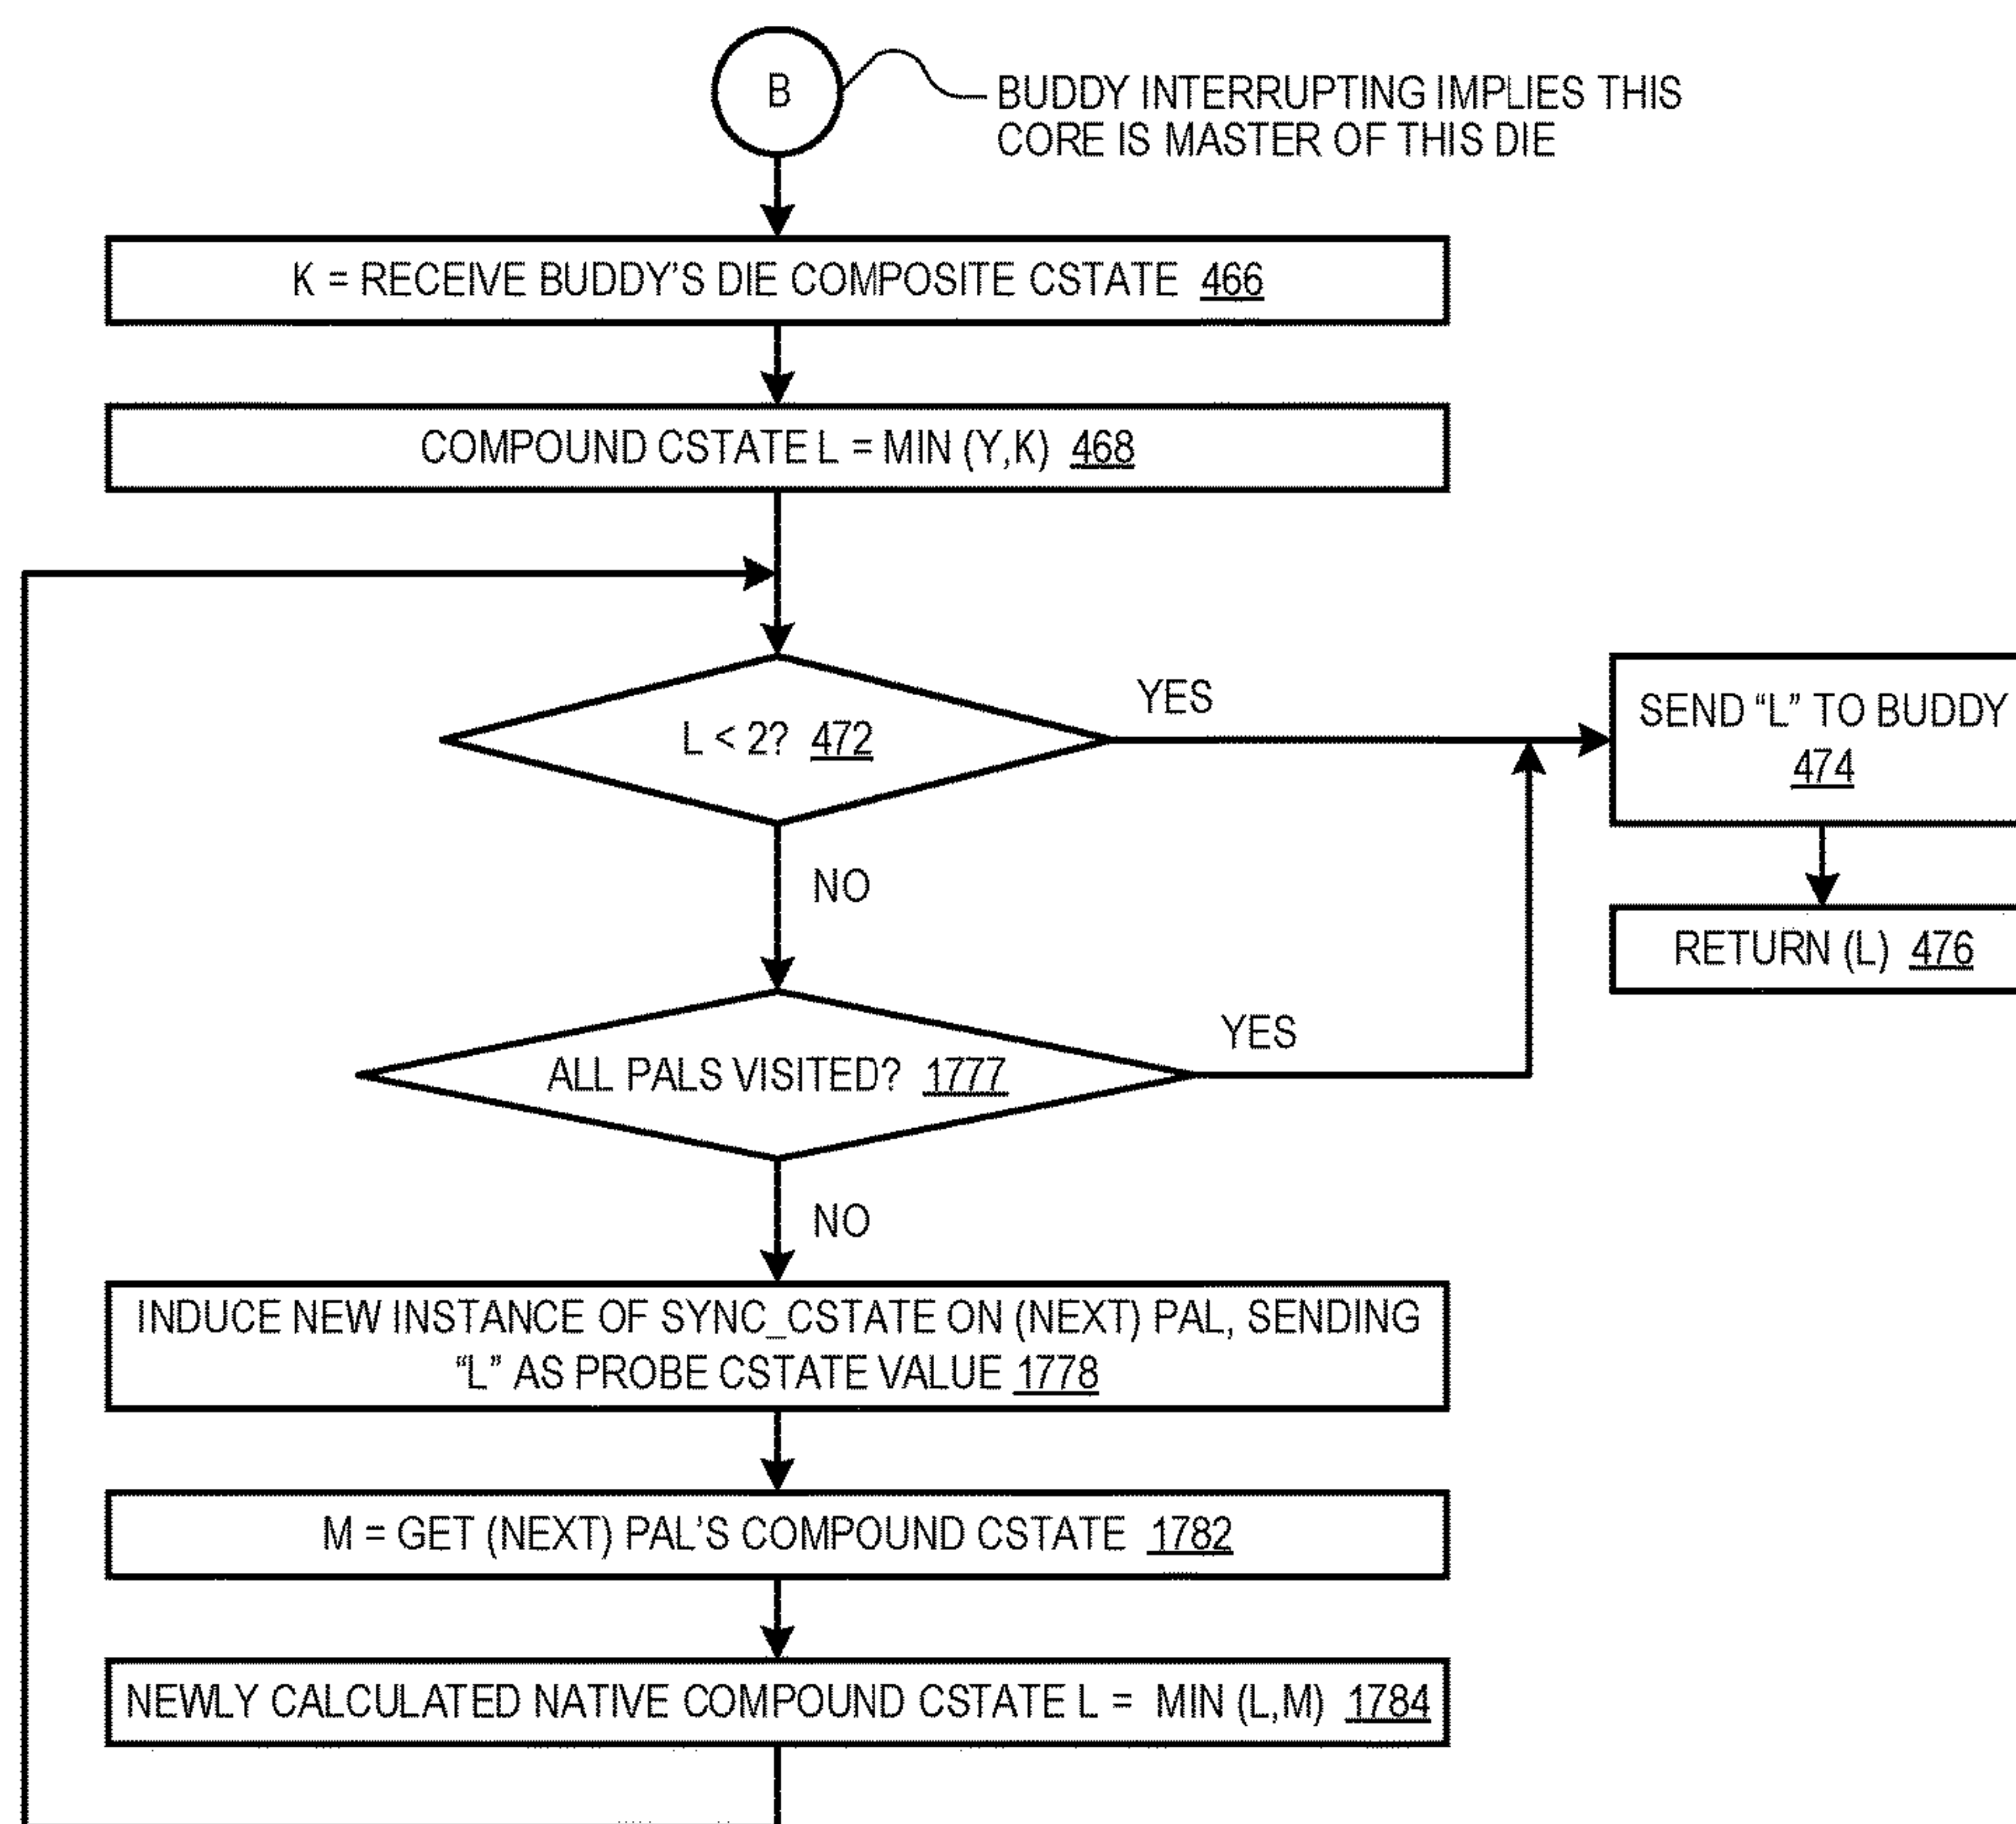 B
BUDDY INTERRUPTING IMPLIES THIS
CORE IS MASTER OF THIS DIE
K = RECEIVE BUDDY'S DIE COMPOSITE CSTATE 466
COMPOUND CSTATE L = MIN (Y,K) 468
L < 2? 472
YES
SEND “L” TO BUDDY
474
NO
RETURN (L) 476
ALL PALS VISITED? 1777
YES
NO
INDUCE NEW INSTANCE OF SYNC_CSTATE ON (NEXT) PAL, SENDING
“L” AS PROBE CSTATE VALUE 1778
M = GET (NEXT) PAL'S COMPOUND CSTATE 1782
NEWLY CALCULATED NATIVE COMPOUND CSTATE L = MIN (L,M) 1784